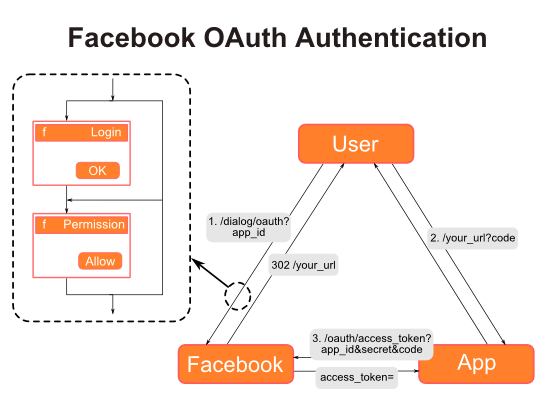 Facebook OAuth Authentication
f Login
OK
f Permission
Allow
User
1. /dialog/oauth?
app_id
2. /your_url?code
302 /your_url
3. /oauth/access_token?
app_id&secret&code
Facebook
App
access_token=